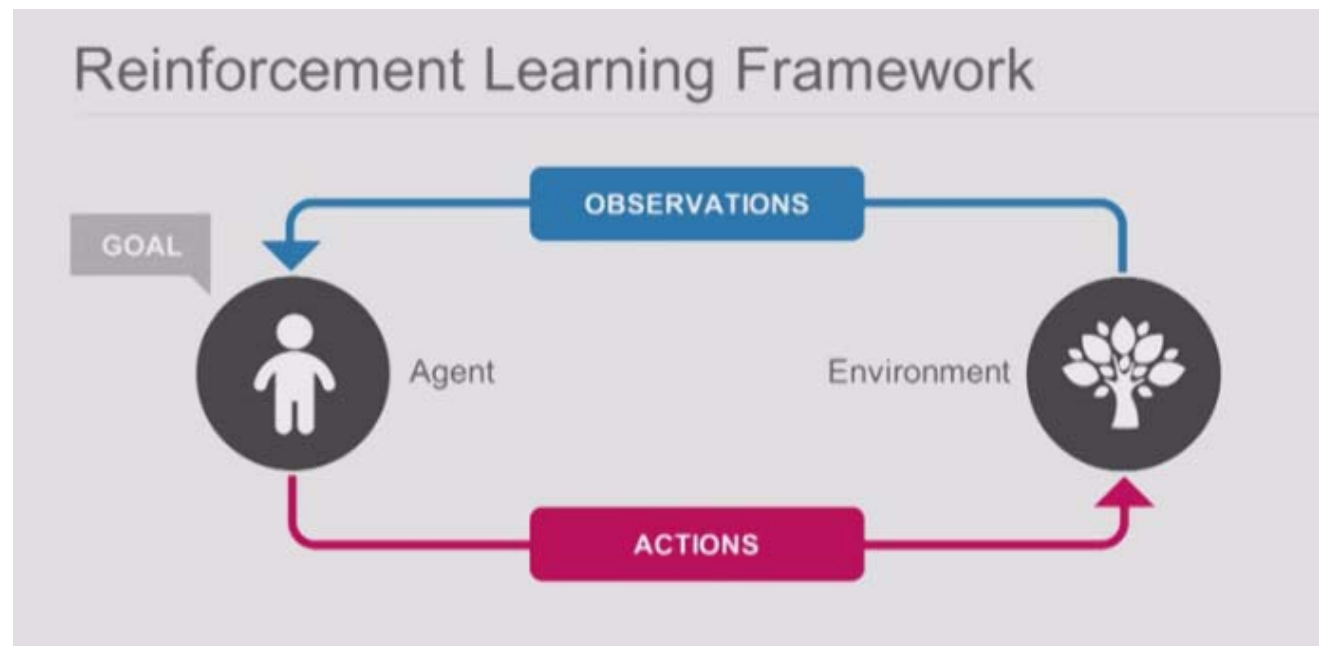 Reinforcement Learning Framework
OBSERVATIONS
GOAL
Agent
Environment
ACTIONS